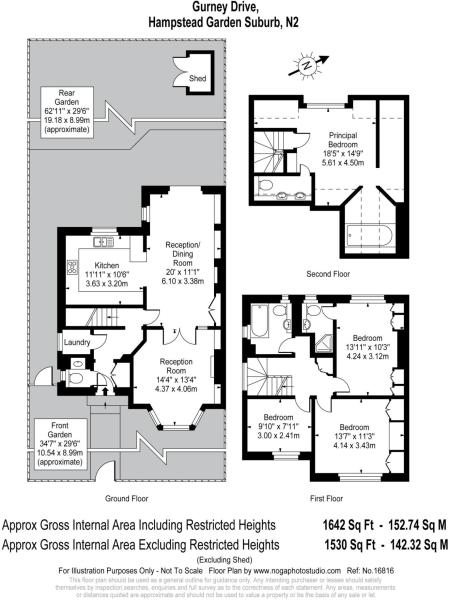 Gurney Drive,
Hampstead Garden Suburb, N2
N
Shed
Rear
Garden
62'11" x 29'6"
19.18 x 8.99m
(approximate)
Principal
Bedroom
18'5" x 14'9"
5.61 x 4.50m
Second Floor
Kitchen
11'11" x 10'6"
3.63 x 3.20m
Reception/
Dining
Room
20' x 11'1"
6.10 x 3.38m
Laundry
Reception
Room
14'4" x 13'4"
4.37 x 4.06m
Front
Garden
34'7" x 29'6"
10.54 x 8.99m
(approximate)
Ground Floor
Bedroom
13'11" x 10'3"
4.24 x 3.12m
Bedroom
9'10" x 7'11"
3.00 x 2.41m
Bedroom
13'7" x 11'3"
4.14 x 3.43m
First Floor
Approx Gross Internal Area Including Restricted Heights 1642 Sq Ft - 152.74 Sq M
Approx Gross Internal Area Excluding Restricted Heights 1530 Sq Ft - 142.32 Sq M
(Excluding Shed)
For Illustration Purposes Only - Not To Scale Floor Plan by www.nogaphotostudio.com Ref: No.16816
This floor plan should be used as a general outline for guidance only. Any intending purchaser or lessee should satisfy
themselves by inspection, searches, enquiries and full survey as to the correctness of each statement. Any areas, measurements
or distances quoted are approximate and should not be used to value a property or be the basis of any sale or let.